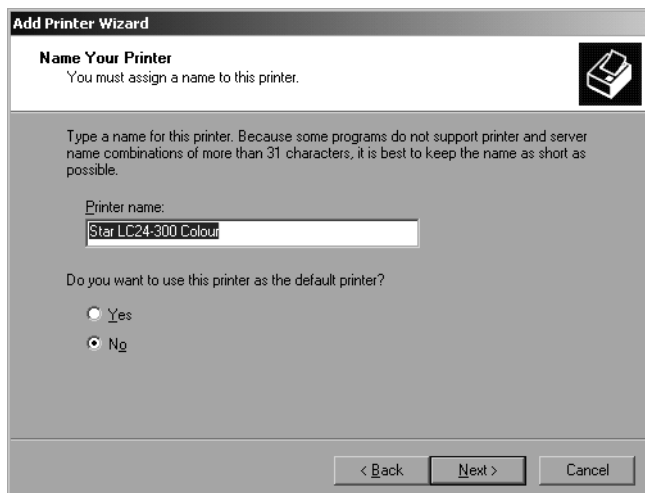 Add Printer Wizard
Name Your Printer
You must assign a name to this printer.
Type a name for this printer. Because some programs do not support printer and server
name combinations of more than 31 characters, it is best to keep the name as short as
possible.
Printer name:
Star LC24-300 Colour
Do you want to use this printer as the default printer?
Yes
No
< Back
Next >
Cancel